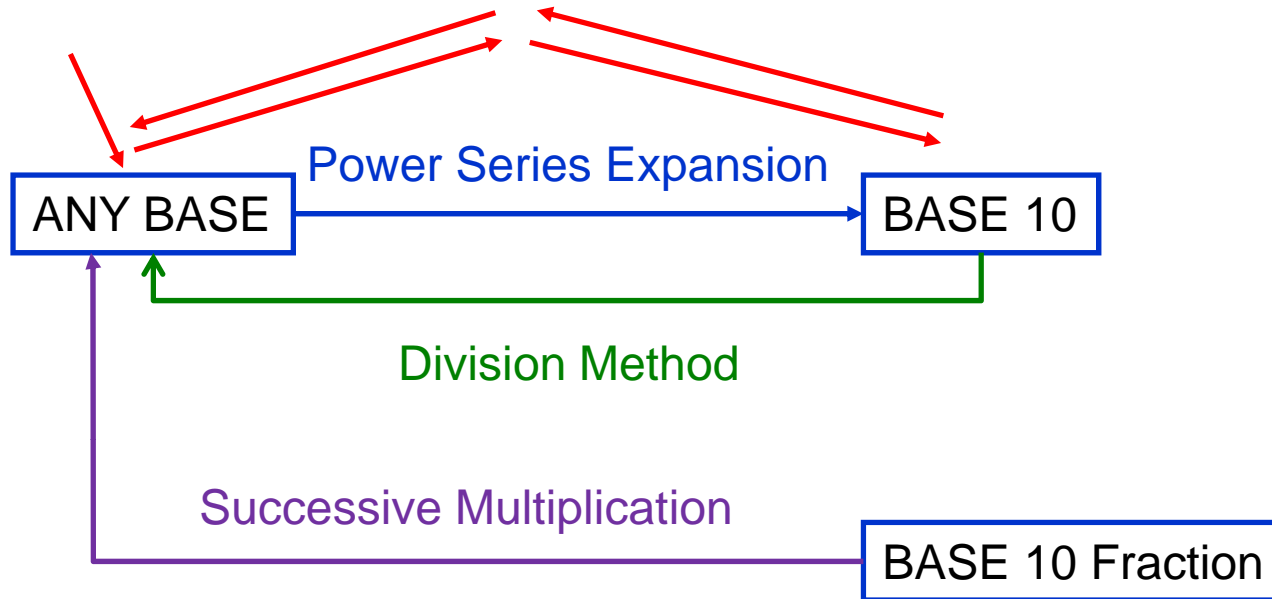 Power Series Expansion
ANY BASE
BASE 10
Division Method
Successive Multiplication
BASE 10 Fraction